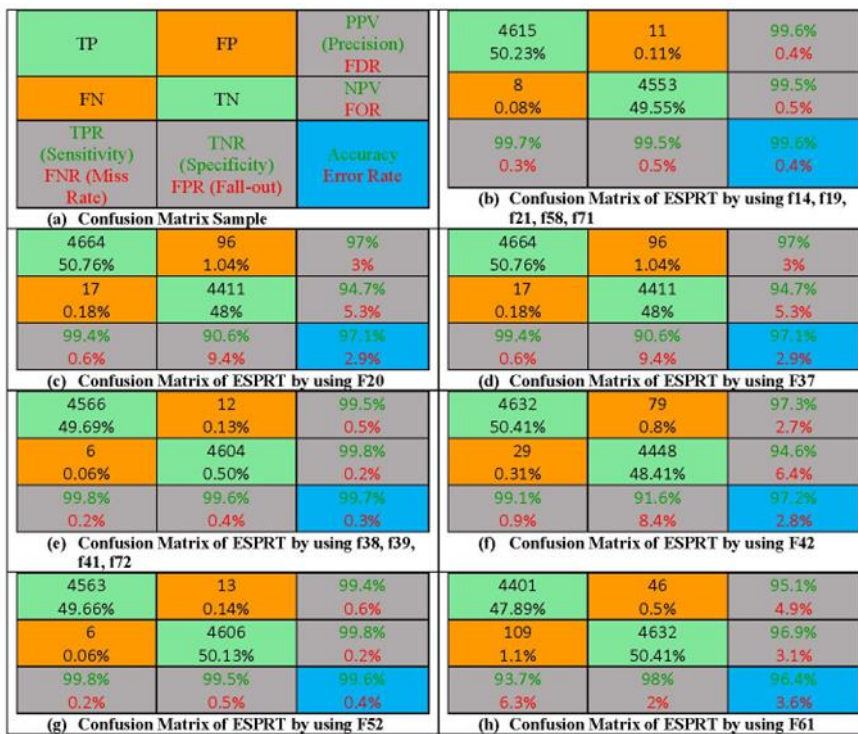 TP FP PPV
(Precision)
FDR
FN TN NPV
FOR
TPR
(Sensitivity)
FNR (Miss
Rate)
TNR
(Specificity)
FPR (Fall-out)
Accuracy
Error Rate
(a) Confusion Matrix Sample
4615 11 99.6%
50.23% 0.11% 0.4%
8 4553 99.5%
0.08% 49.55% 0.5%
99.7% 99.5% 99.6%
0.3% 0.5% 0.4%
(b) Confusion Matrix of ESPRT by using f14, f19,
f21, f58, f71
4664 96 97%
50.76% 1.04% 3%
17 4411 94.7%
0.18% 48% 5.3%
99.4% 90.6% 97.1%
0.6% 9.4% 2.9%
(c) Confusion Matrix of ESPRT by using F20
4664 96 97%
50.76% 1.04% 3%
17 4411 94.7%
0.18% 48% 5.3%
99.4% 90.6% 97.1%
0.6% 9.4% 2.9%
(d) Confusion Matrix of ESPRT by using F37
4566 12 99.5%
49.69% 0.13% 0.5%
6 4604 99.8%
0.06% 0.50% 0.2%
99.8% 99.6% 99.7%
0.2% 0.4% 0.3%
(e) Confusion Matrix of ESPRT by using f38, f39,
f41, f72
4632 79 97.3%
50.41% 0.8% 2.7%
29 4448 94.6%
0.31% 48.41% 6.4%
99.1% 91.6% 97.2%
0.9% 8.4% 2.8%
(f) Confusion Matrix of ESPRT by using F42
4563 13 99.4%
49.66% 0.14% 0.6%
6 4606 99.8%
0.06% 50.13% 0.2%
99.8% 99.5% 99.6%
0.2% 0.5% 0.4%
(g) Confusion Matrix of ESPRT by using F52
4401 46 95.1%
47.89% 0.5% 4.9%
109 4632 96.9%
1.1% 50.41% 3.1%
93.7% 98% 96.4%
6.3% 2% 3.6%
(h) Confusion Matrix of ESPRT by using F61